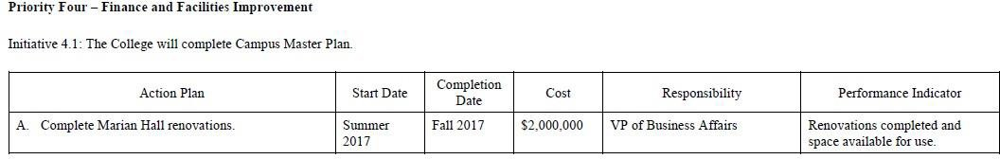 Priority Four – Finance and Facilities Improvement
Initiative 4.1: The College will complete Campus Master Plan.
Action Plan
Start Date
Completion
Date
Cost
Responsibility
Performance Indicator
A. Complete Marian Hall renovations.
Summer
2017
Fall 2017
$2,000,000
VP of Business Affairs
Renovations completed and
space available for use.